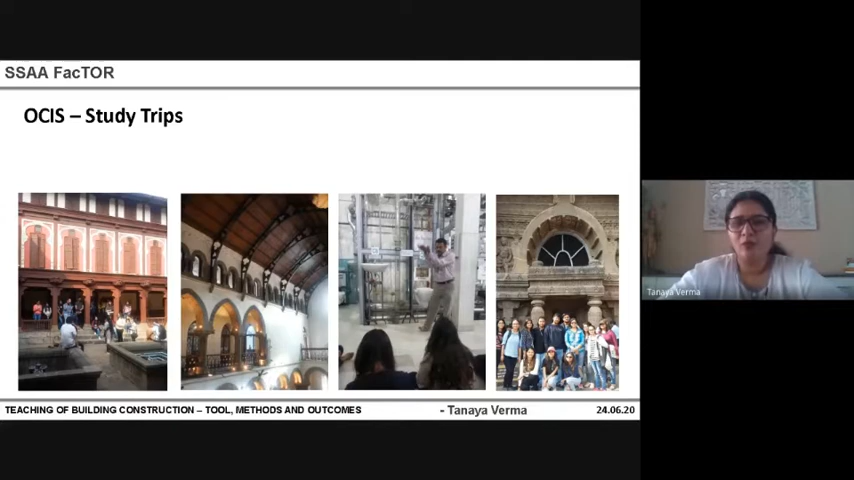 SSAA FacTOR
OCIS – Study Trips
Tanaya Verma
TEACHING OF BUILDING CONSTRUCTION – TOOL, METHODS AND OUTCOMES
- Tanaya Verma
24.06.20